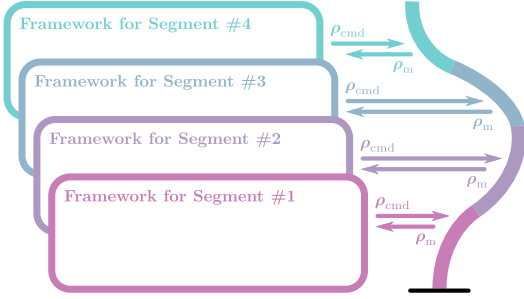 Framework for Segment #4
ρcmd
ρm
Framework for Segment #3
ρcmd
ρm
Framework for Segment #2
ρcmd
ρm
Framework for Segment #1
ρcmd
ρm